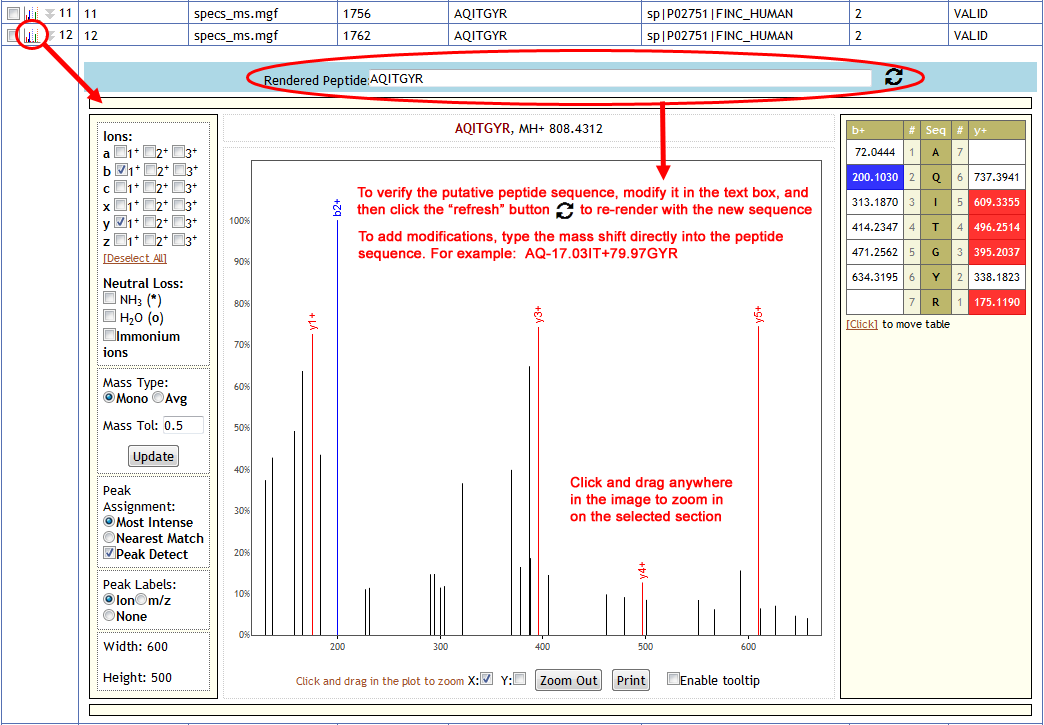 11 11 specs_ms.mgf 1756 AQITGYR sp|P02751|FINC_HUMAN 2 VALID
12 12 specs_ms.mgf 1762 AQITGYR sp|P02751|FINC_HUMAN 2 VALID
Rendered Peptide: AQITGYR
Ions:
a 1+ 2+ 3+
b 1+ 2+ 3+
c 1+ 2+ 3+
x 1+ 2+ 3+
y 1+ 2+ 3+
z 1+ 2+ 3+
[Deselect All]
Neutral Loss:
NH3 (*)
H2O (o)
Immonium
ions
Mass Type:
Mono Avg
Mass Tol: 0.5
Update
Peak
Assignment:
Most Intense
Nearest Match
Peak Detect
Peak Labels:
Ion m/z
None
Width: 600
Height: 500
AQITGYR, MH+ 808.4312
To verify the putative peptide sequence, modify it in the text box, and
then click the “refresh” button to re-render with the new sequence
To add modifications, type the mass shift directly into the peptide
sequence. For example: AQ-17.03IT+79.97GYR
100%
90%
80%
70%
60%
50%
40%
30%
20%
10%
0%
y1+
b2+
y3+
y4+
y5+
Click and drag anywhere
in the image to zoom in
on the selected section
200 300 400 500 600
Click and drag in the plot to zoom X: Y: Zoom Out Print Enable tooltip
b+ # Seq # y+
72.0444 1 A 7
200.1030 2 Q 6 737.3941
313.1870 3 I 5 609.3355
414.2347 4 T 4 496.2514
471.2562 5 G 3 395.2037
634.3195 6 Y 2 338.1823
7 R 1 175.1190
[Click] to move table